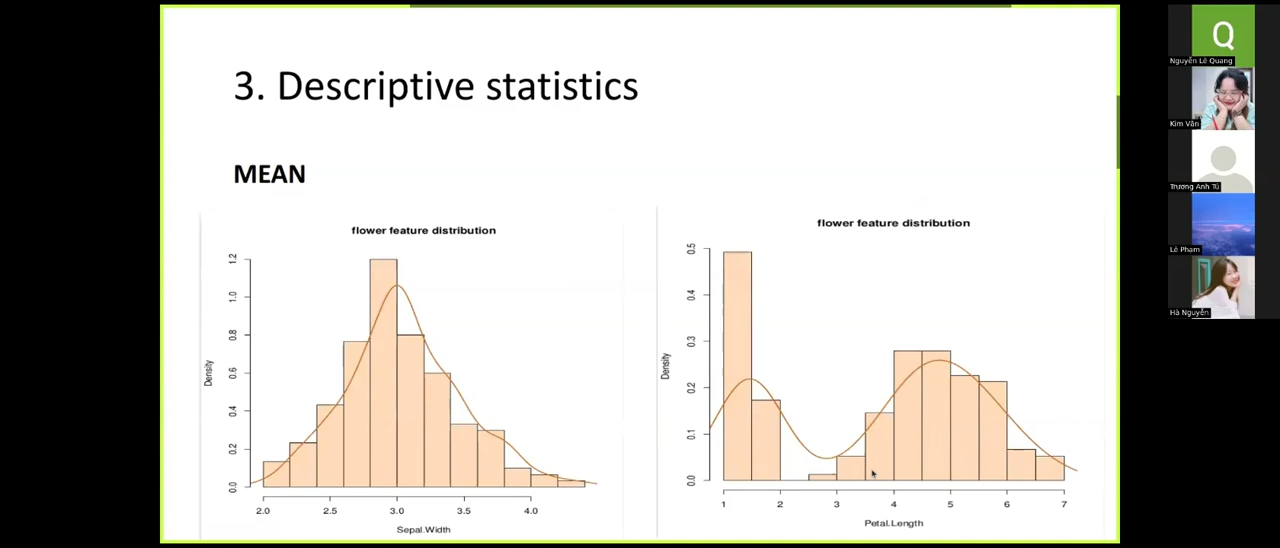 3. Descriptive statistics
MEAN
flower feature distribution
Density
0.0 0.2 0.4 0.6 0.8 1.0 1.2
2.0 2.5 3.0 3.5 4.0
Sepal.Width
flower feature distribution
Density
0.0 0.1 0.2 0.3 0.4 0.5
1 2 3 4 5 6 7
Petal.Length
Q
Nguyễn Lê Quang
Kim Vân
Trương Anh Tú
Lê Pham
Hà Nguyễn